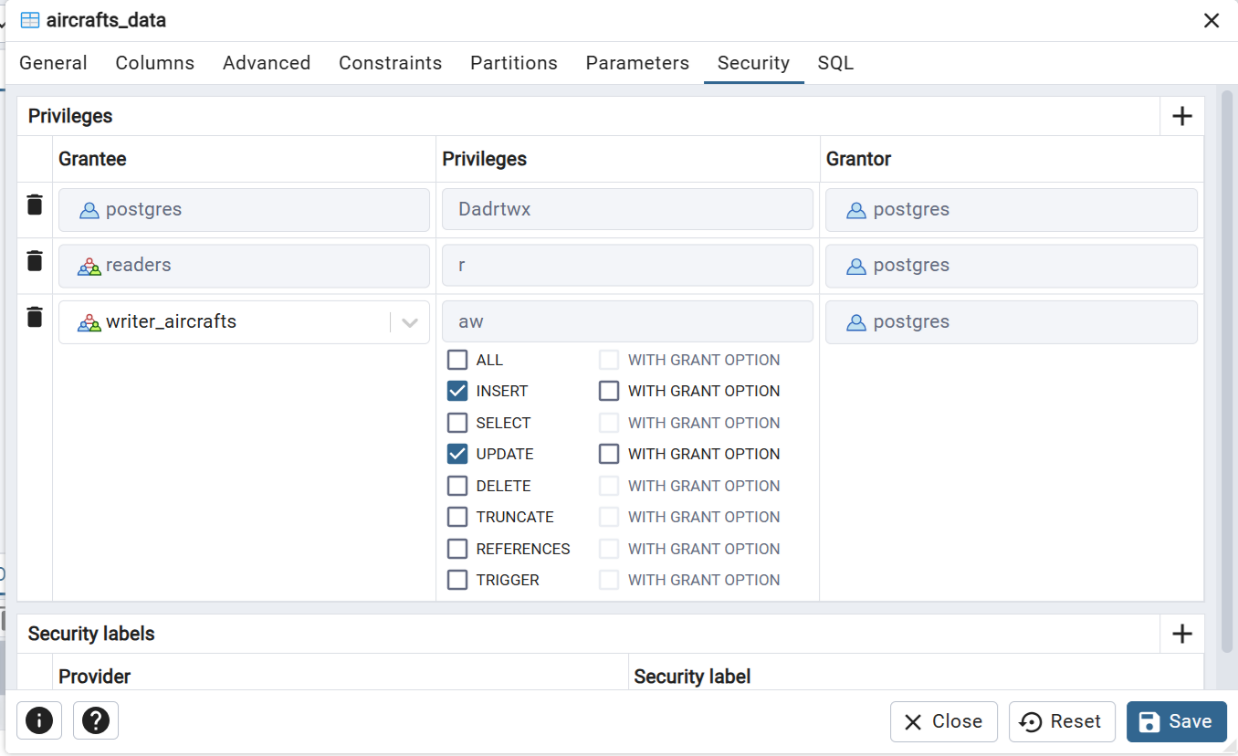 aircrafts_data
General Columns Advanced Constraints Partitions Parameters Security SQL
Privileges
Grantee Privileges Grantor
postgres Dadrtwx postgres
readers r postgres
writer_aircrafts aw postgres
ALL WITH GRANT OPTION
INSERT WITH GRANT OPTION
SELECT WITH GRANT OPTION
UPDATE WITH GRANT OPTION
DELETE WITH GRANT OPTION
TRUNCATE WITH GRANT OPTION
REFERENCES WITH GRANT OPTION
TRIGGER WITH GRANT OPTION
Security labels
Provider Security label
Close Reset Save